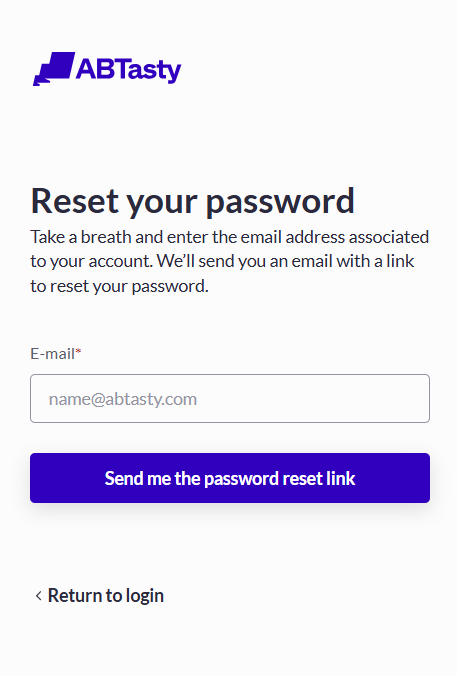 ABTasty
Reset your password
Take a breath and enter the email address associated
to your account. We’ll send you an email with a link
to reset your password.
E-mail*
name@abtasty.com
Send me the password reset link
Return to login